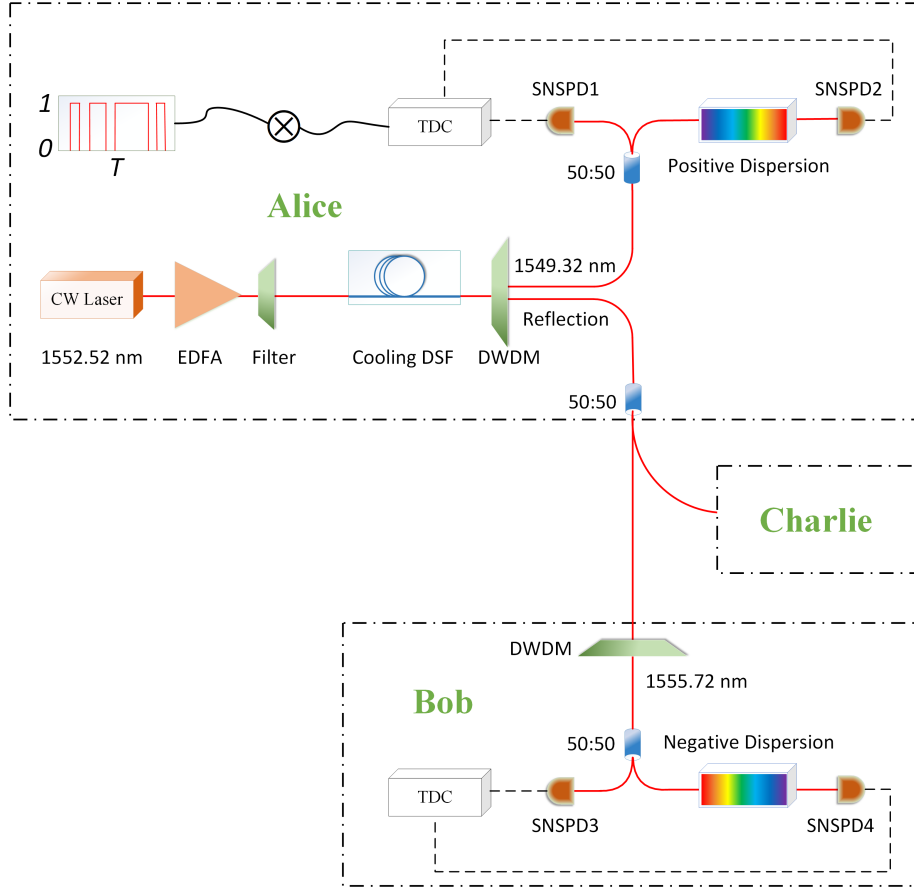 SNSPD1
SNSPD2
1
0
T
TDC
50:50
Positive Dispersion
Alice
1549.32 nm
CW Laser
Reflection
1552.52 nm
EDFA
Filter
Cooling DSF
DWDM
50:50
Charlie
DWDM
1555.72 nm
Bob
50:50
Negative Dispersion
TDC
SNSPD3
SNSPD4